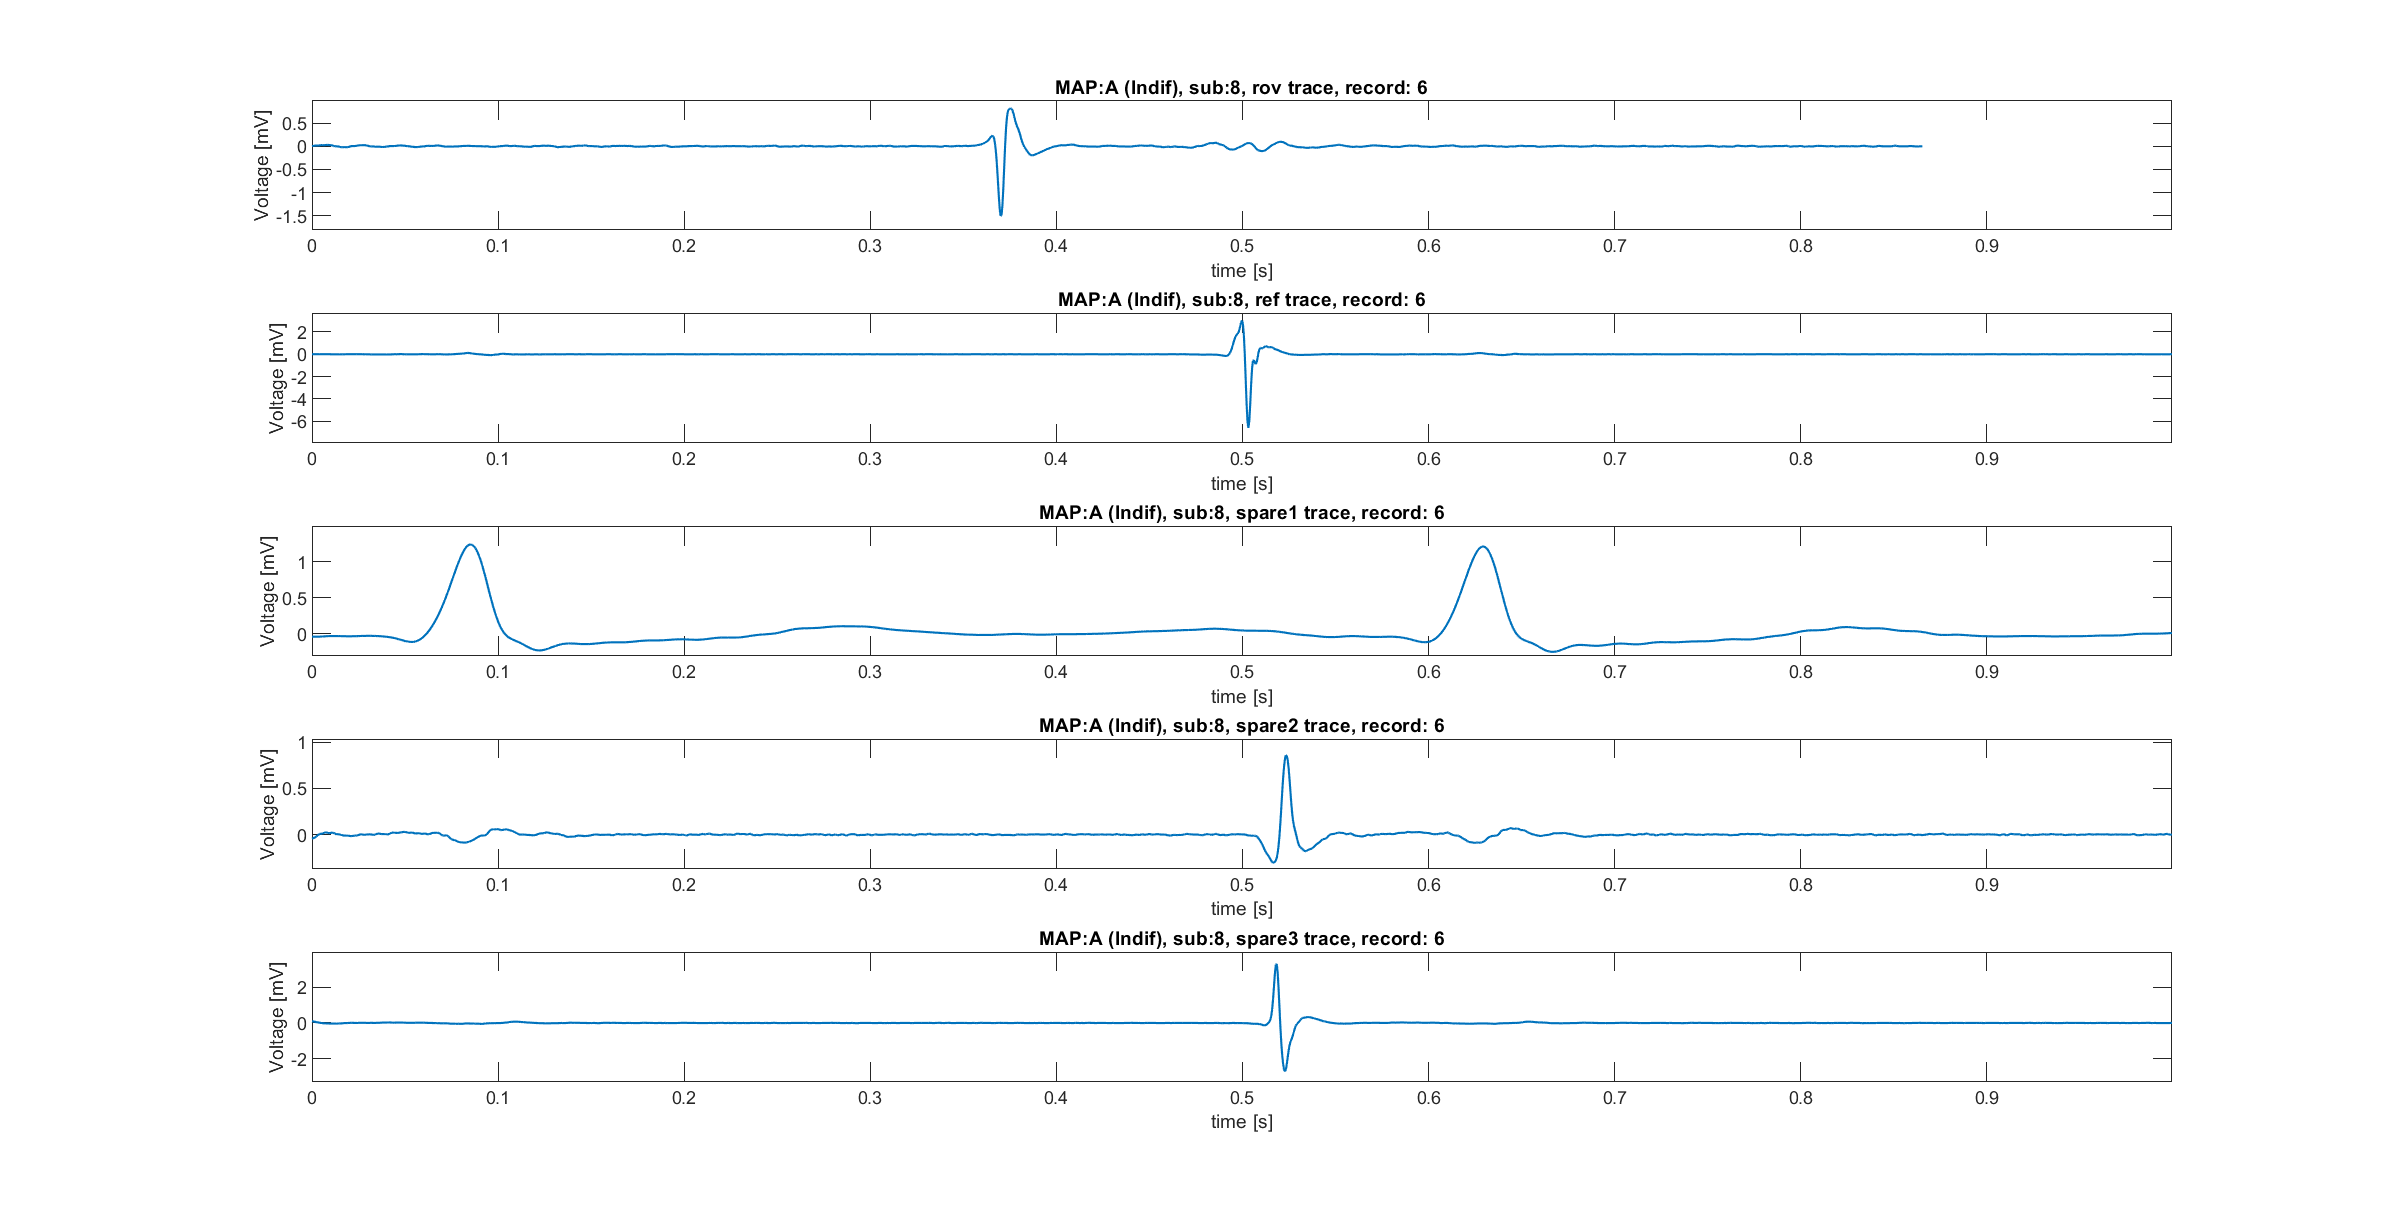 MAP:A (Indif), sub:8, rov trace, record: 6
Voltage [mV]
0.5
0
-0.5
-1
-1.5
0 0.1 0.2 0.3 0.4 0.5 0.6 0.7 0.8 0.9
time [s]
MAP:A (Indif), sub:8, ref trace, record: 6
Voltage [mV]
2
0
-2
-4
-6
0 0.1 0.2 0.3 0.4 0.5 0.6 0.7 0.8 0.9
time [s]
MAP:A (Indif), sub:8, spare1 trace, record: 6
Voltage [mV]
1
0.5
0
0 0.1 0.2 0.3 0.4 0.5 0.6 0.7 0.8 0.9
time [s]
MAP:A (Indif), sub:8, spare2 trace, record: 6
Voltage [mV]
1
0.5
0
0 0.1 0.2 0.3 0.4 0.5 0.6 0.7 0.8 0.9
time [s]
MAP:A (Indif), sub:8, spare3 trace, record: 6
Voltage [mV]
2
0
-2
0 0.1 0.2 0.3 0.4 0.5 0.6 0.7 0.8 0.9
time [s]